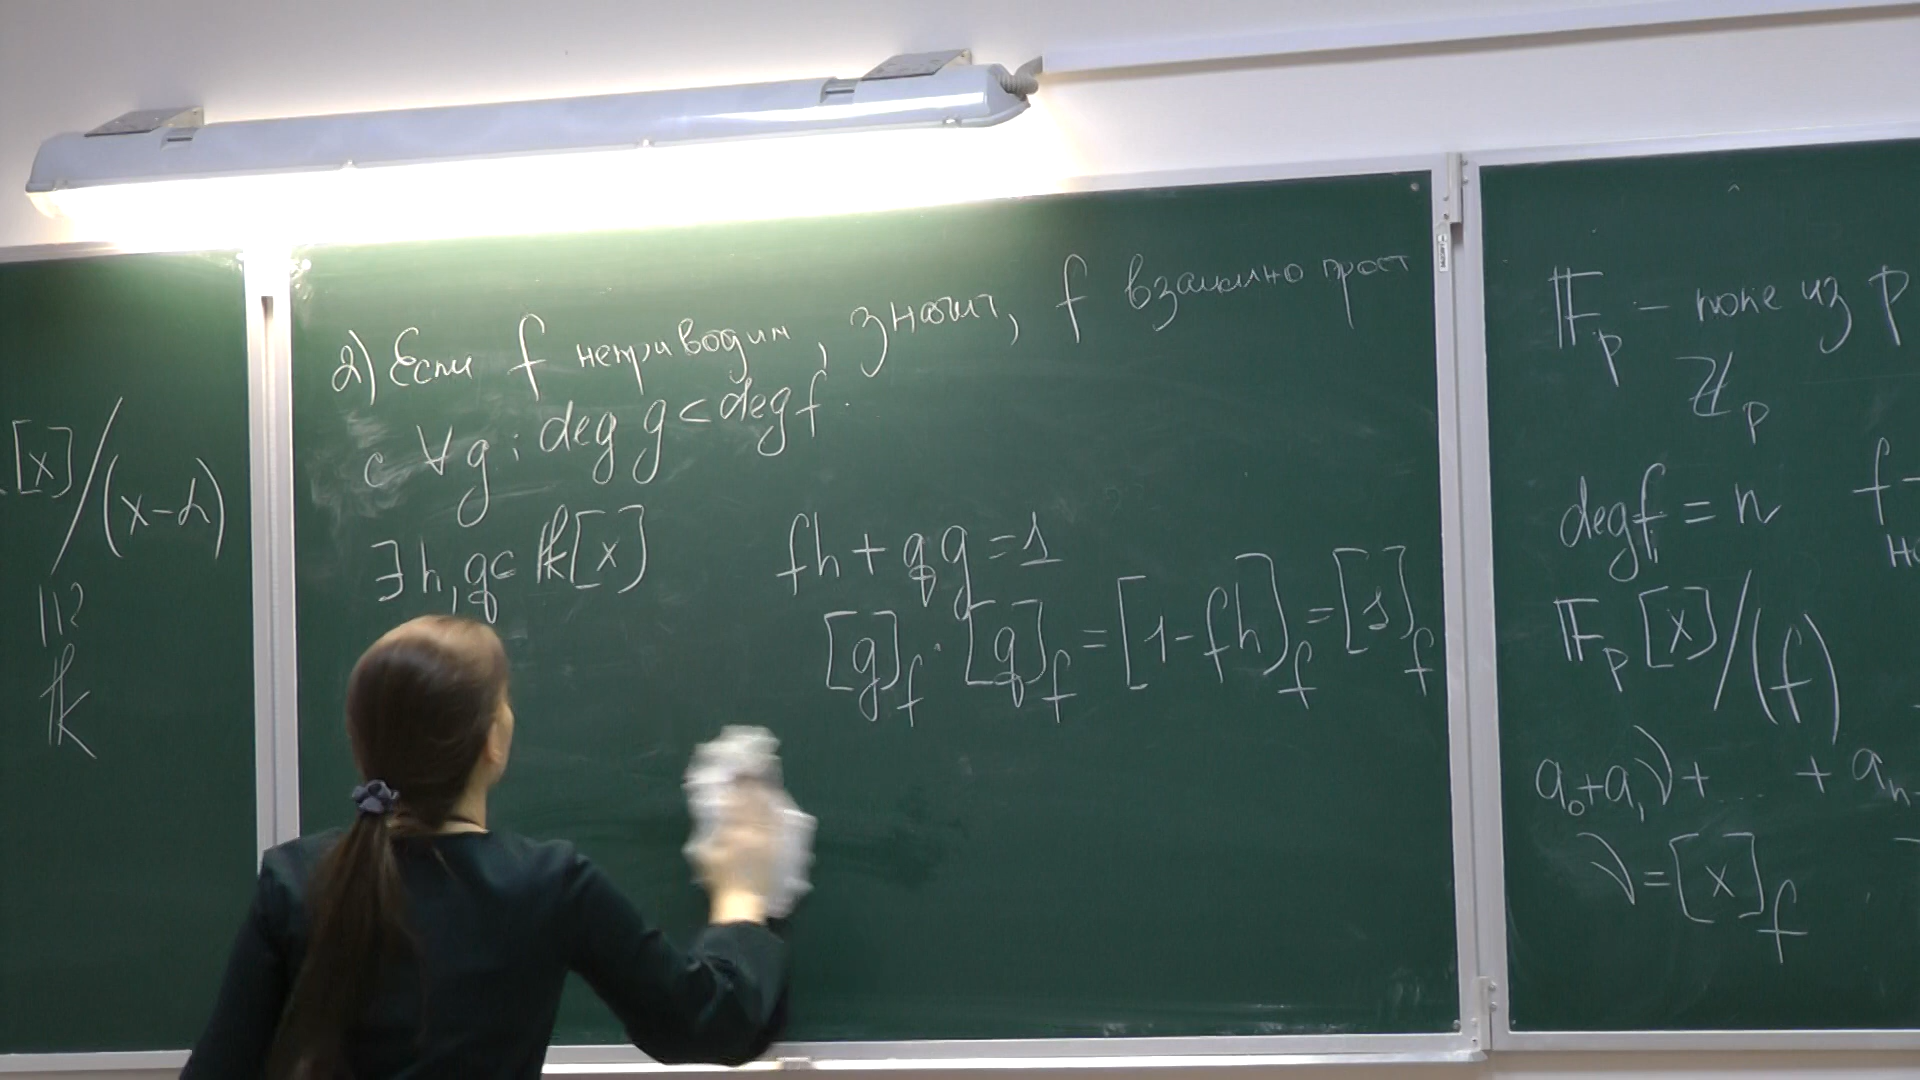 [x]/(x-α)
𝕜
2) Если f неприводим, значит, f взаимно прост
с ∀g: deg g < deg f.
∃ h, q ∈ 𝕜[x] fh + qg = 1
[g]_f · [q]_f = [1-fh]_f = [1]_f
𝔽_p - поле из p
ℤ_p
deg f = n f -
𝔽_p[x]/(f)
a_0 + a_1 ν + ... + a_n-
ν = [x]_f